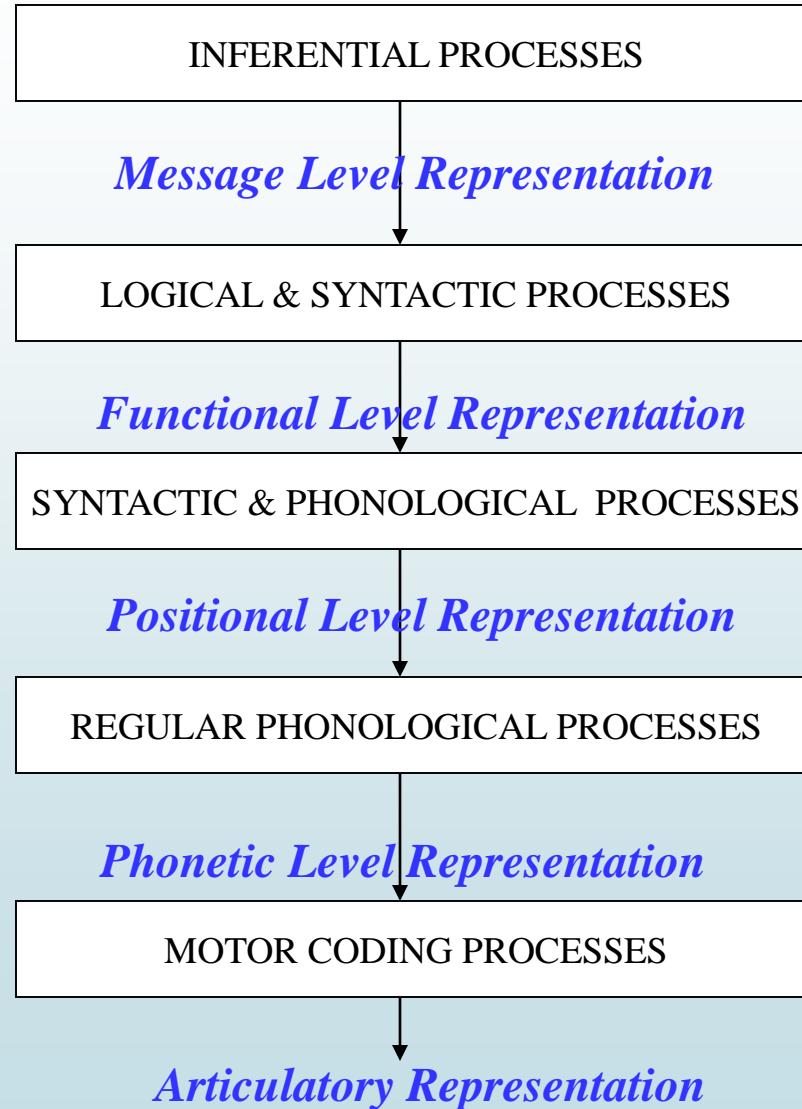 INFERENTIAL PROCESSES
Message Level Representation
LOGICAL & SYNTACTIC PROCESSES
Functional Level Representation
SYNTACTIC & PHONOLOGICAL PROCESSES
Positional Level Representation
REGULAR PHONOLOGICAL PROCESSES
Phonetic Level Representation
MOTOR CODING PROCESSES
Articulatory Representation